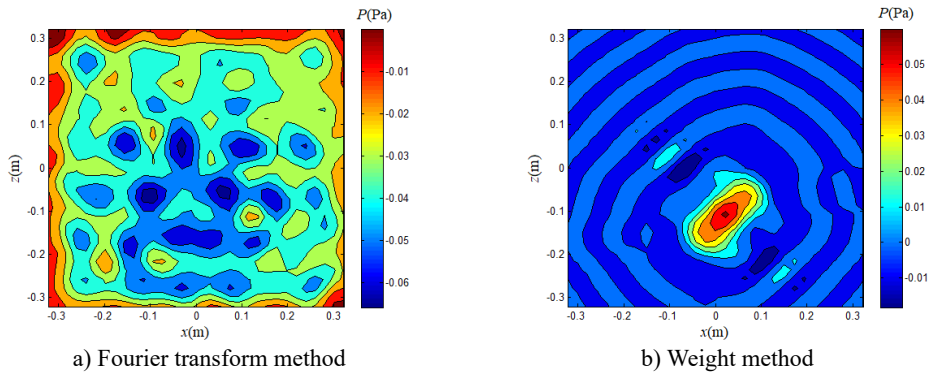 P(Pa) P(Pa)
0.3 0.3
0.2 0.2
0.1 0.1
0 0
-0.1 -0.1
-0.2 -0.2
-0.3 -0.3
z(m) z(m)
-0.3 -0.2 -0.1 0 0.1 0.2 0.3 -0.3 -0.2 -0.1 0 0.1 0.2 0.3
x(m) x(m)
-0.01 0.05
-0.02 0.04
-0.03 0.03
-0.04 0.02
-0.05 0.01
-0.06 0
-0.01
a) Fourier transform method b) Weight method